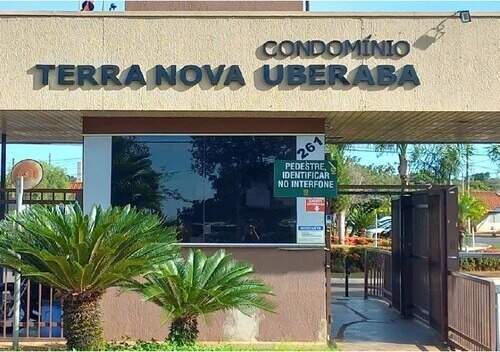 CONDOMÍNIO
TERRA NOVA UBERABA
261
PEDESTRE,
IDENTIFICAR
NO INTERFONE